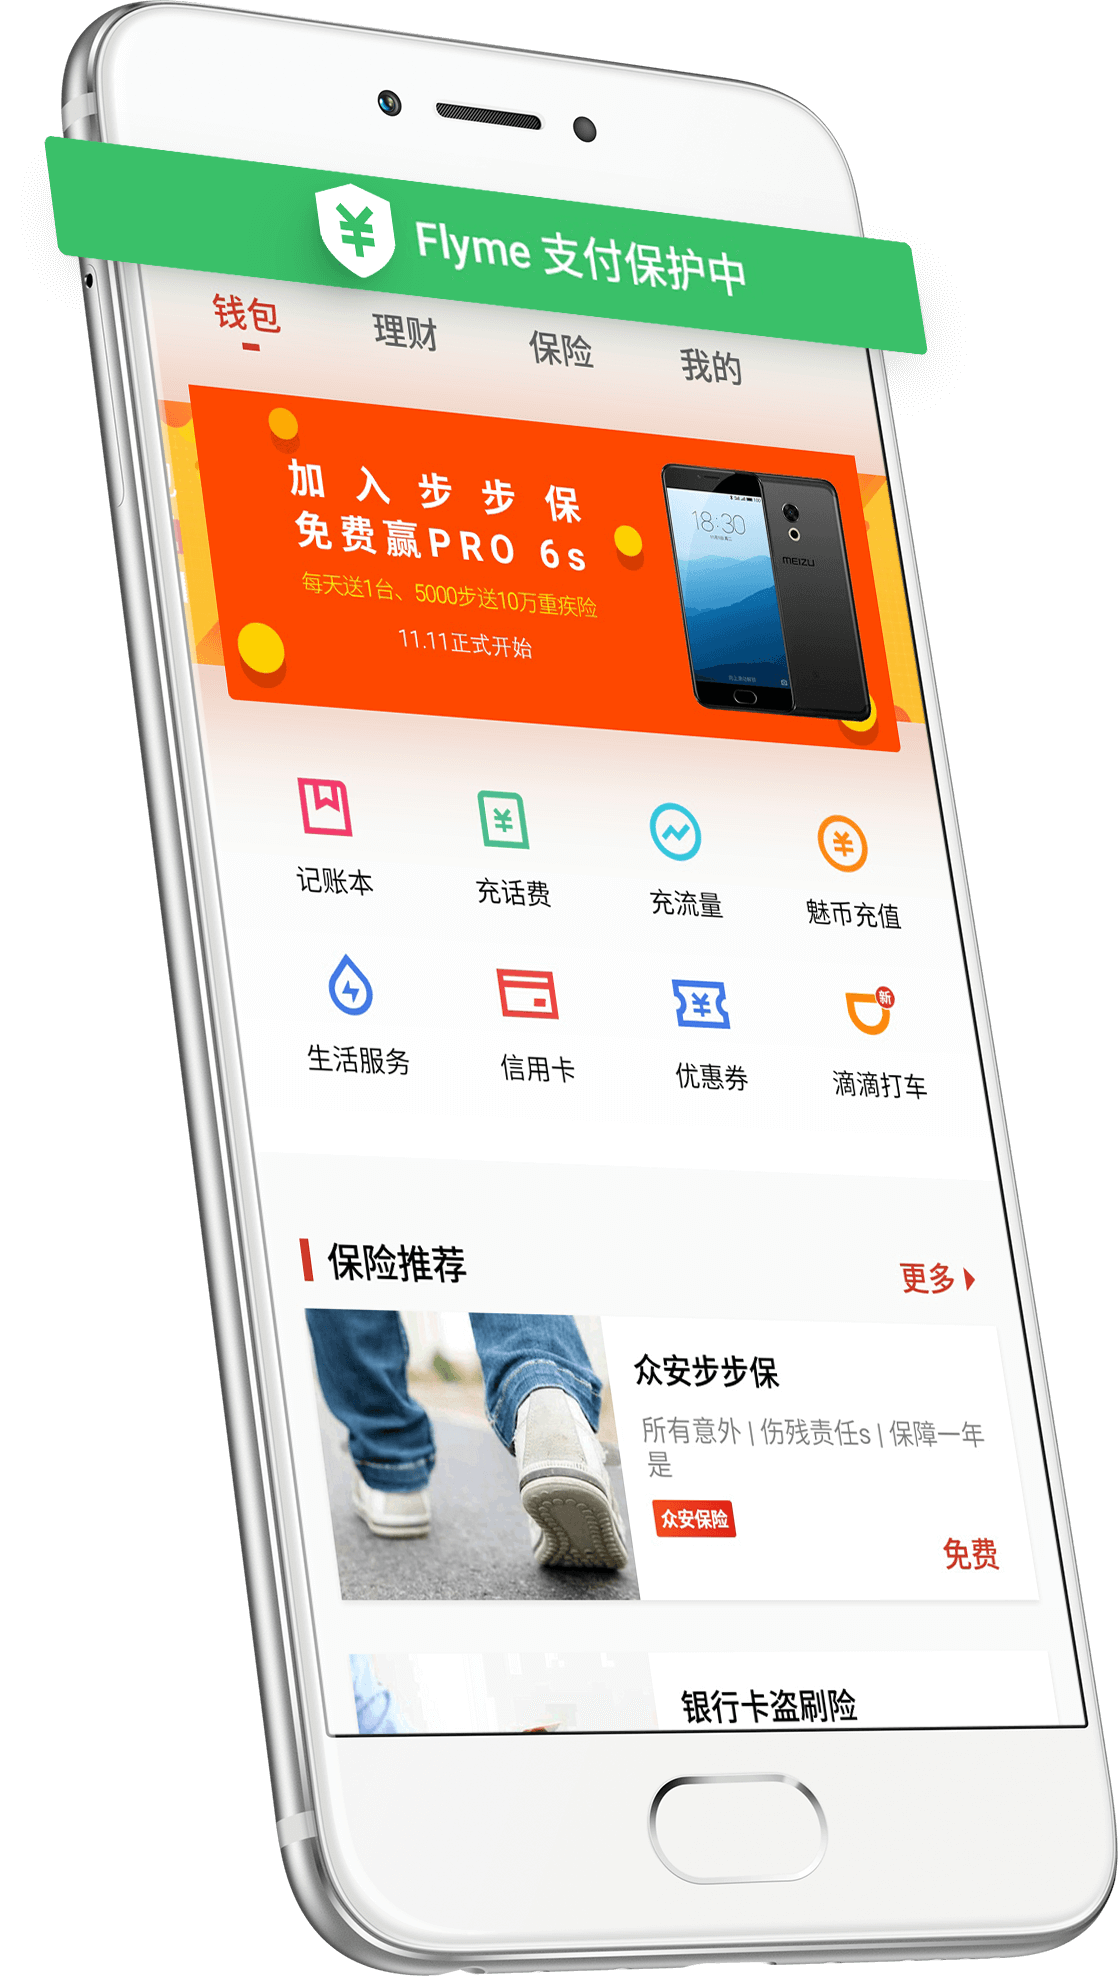 Flyme 支付保护中
钱包 理财 保险 我的
加入步步保
免费赢PRO 6s
每天送1台、5000步送10万重疾险
11.11正式开始
18:30
MEIZU
记账本 充话费 充流量 魅币充值
新
生活服务 信用卡 优惠券 滴滴打车
保险推荐 更多
众安步步保
所有意外 | 伤残责任s | 保障一年
是
众安保险
免费
银行卡盗刷险